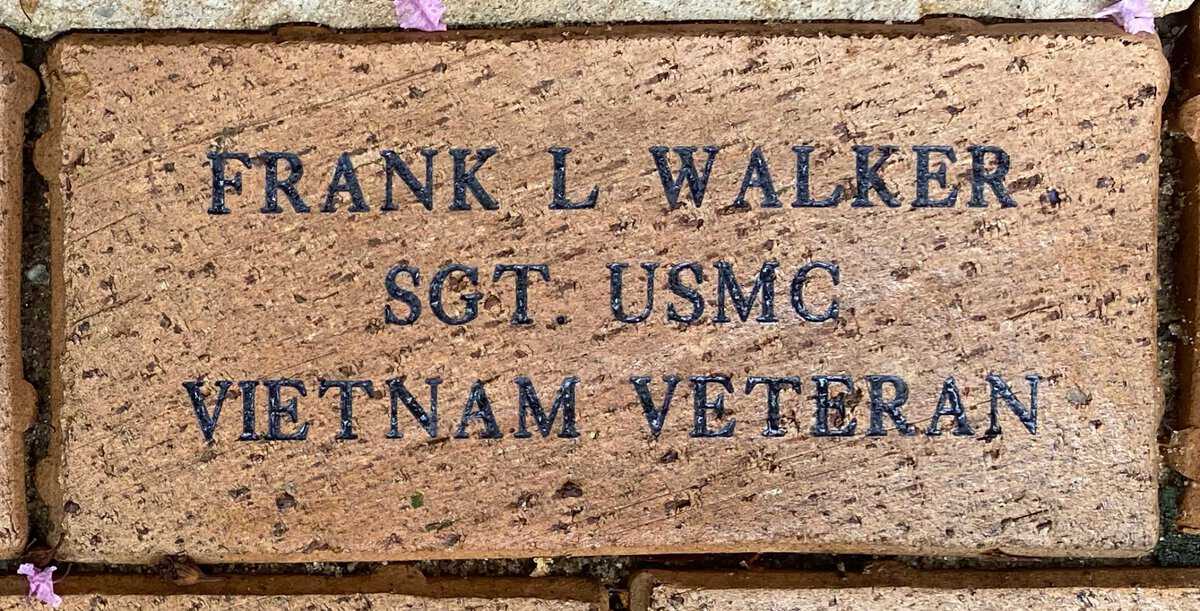 FRANK L WALKER
SGT. USMC
VIETNAM VETERAN